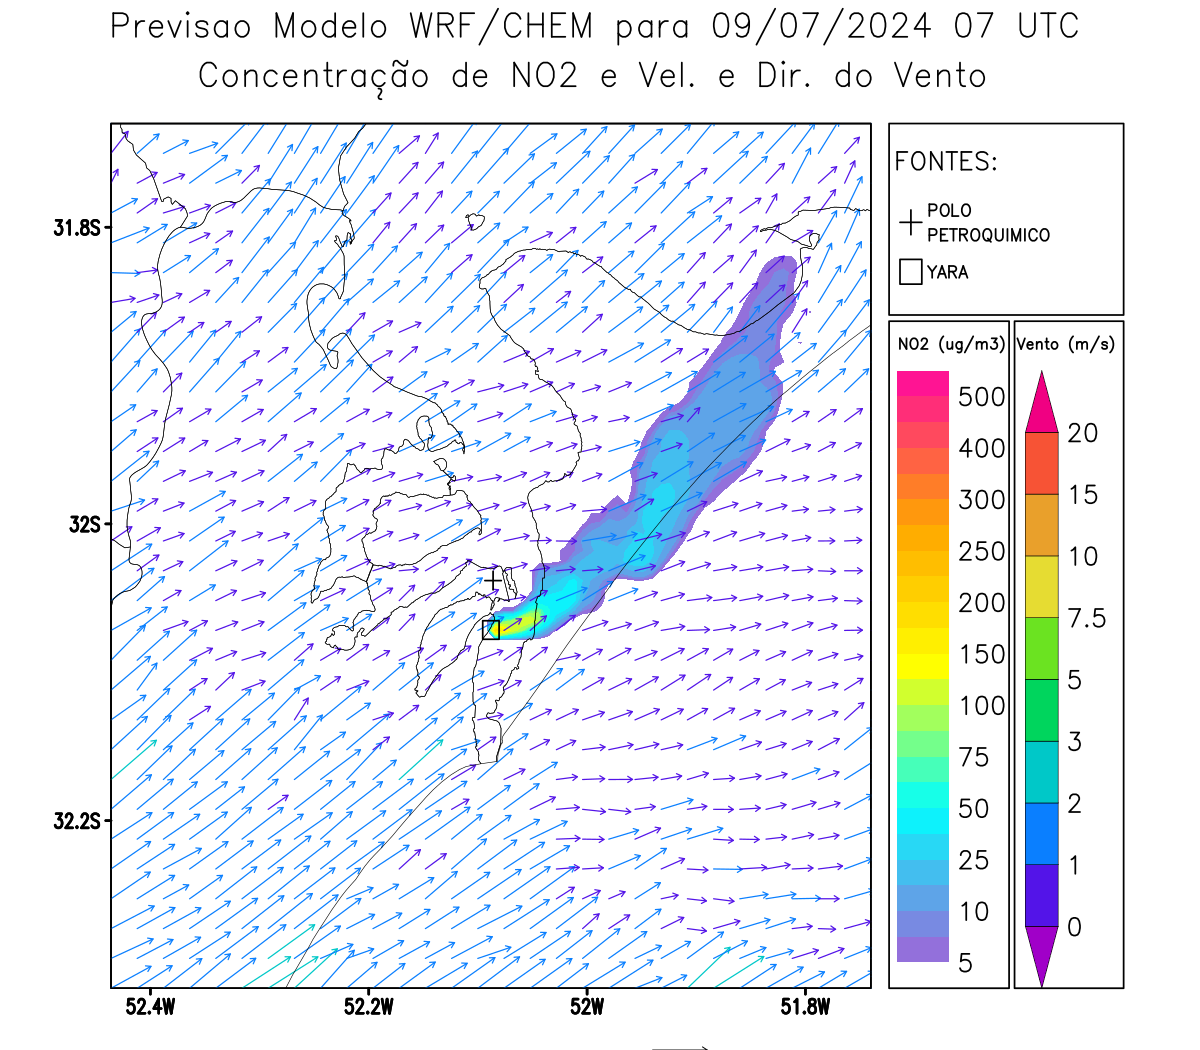 Previsao Modelo WRF/CHEM para 09/07/2024 07 UTC
Concentração de NO2 e Vel. e Dir. do Vento
FONTES:
POLO
PETROQUIMICO
YARA
NO2 (ug/m3)
500
400
300
250
200
150
100
75
50
25
10
5
Vento (m/s)
20
15
10
7.5
5
3
2
1
0
31.8S
32S
32.2S
52.4W
52.2W
52W
51.8W